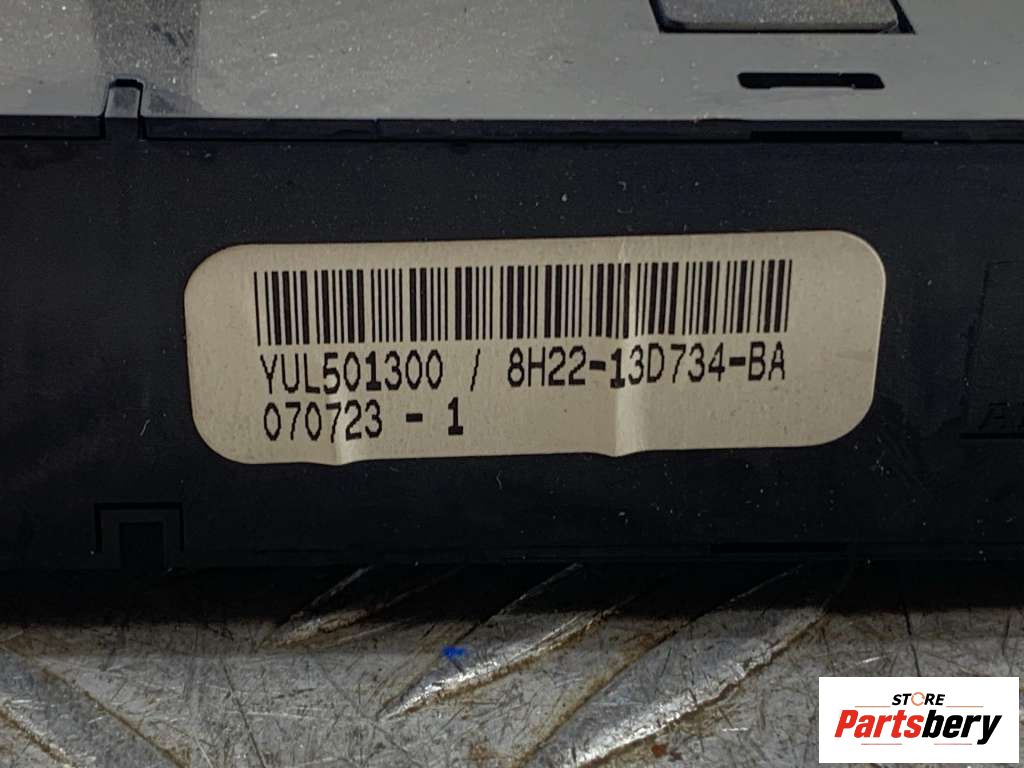 YUL501300 / 8H22-13D734-BA
070723 - 1
STORE
Partsbery